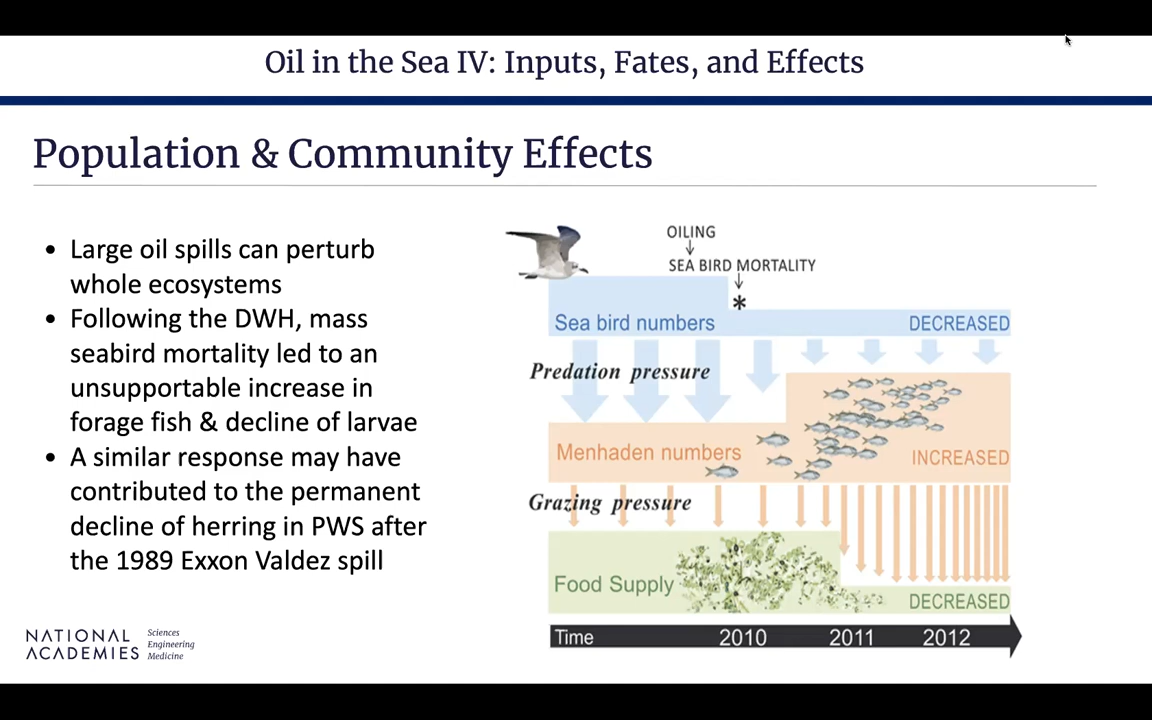 Oil in the Sea IV: Inputs, Fates, and Effects
Population & Community Effects
• Large oil spills can perturb
whole ecosystems
• Following the DWH, mass
seabird mortality led to an
unsupportable increase in
forage fish & decline of larvae
• A similar response may have
contributed to the permanent
decline of herring in PWS after
the 1989 Exxon Valdez spill
OILING
SEA BIRD MORTALITY
*
Sea bird numbers
DECREASED
Predation pressure
Menhaden numbers
INCREASED
Grazing pressure
Food Supply
DECREASED
Time
2010
2011
2012
NATIONAL
ACADEMIES
Sciences
Engineering
Medicine